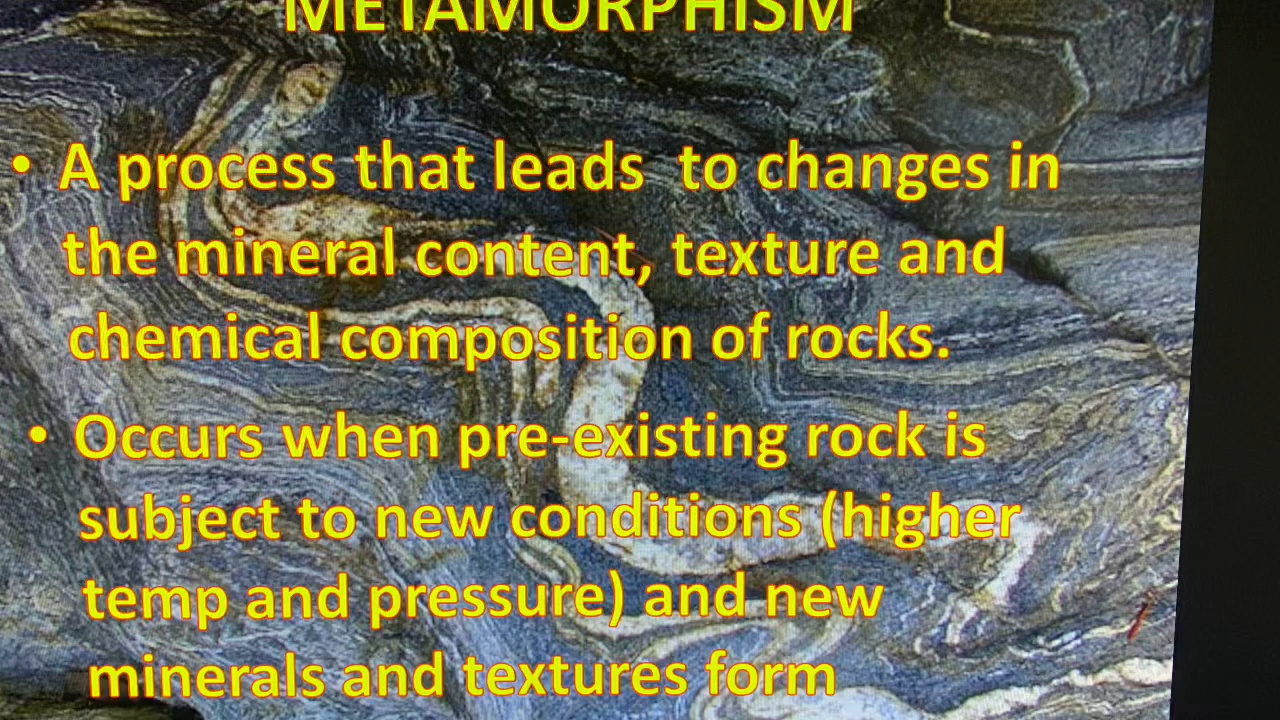 METAMORPHISM
• A process that leads to changes in
the mineral content, texture and
chemical composition of rocks.
• Occurs when pre-existing rock is
subject to new conditions (higher
temp and pressure) and new
minerals and textures form